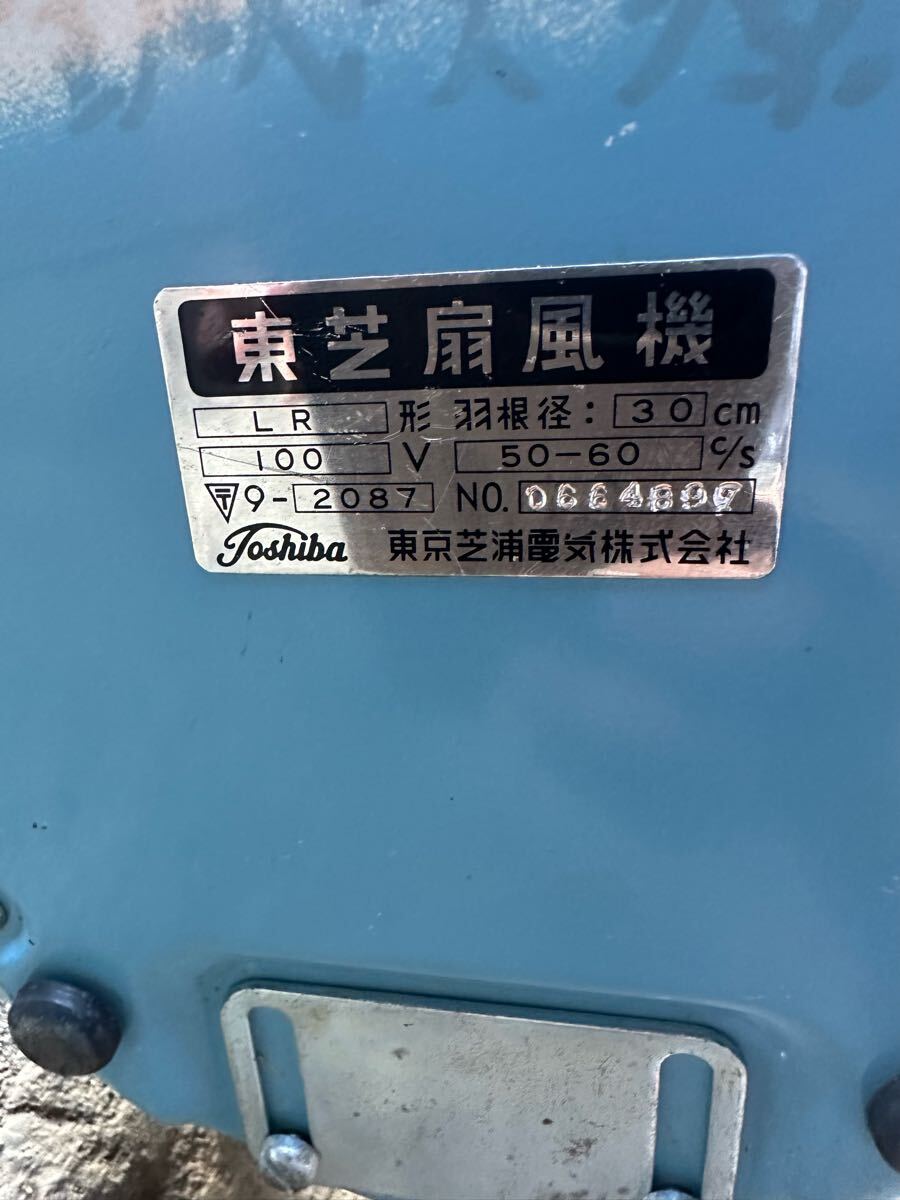 東芝扇風機
LR 形 羽根径: 30 cm
100 V 50-60 c/s
〒9-2087 NO. 0664897
Toshiba 東京芝浦電気株式会社